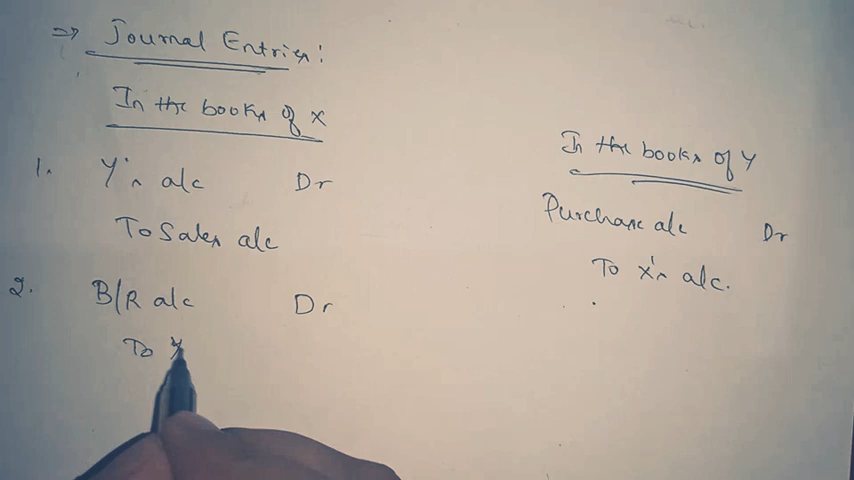 ⇒ Journal Entries:
In the books of X
1. Y's a/c Dr
To Sales a/c
2. B/R a/c Dr
To Y
In the books of Y
Purchase a/c Dr
To X's a/c.